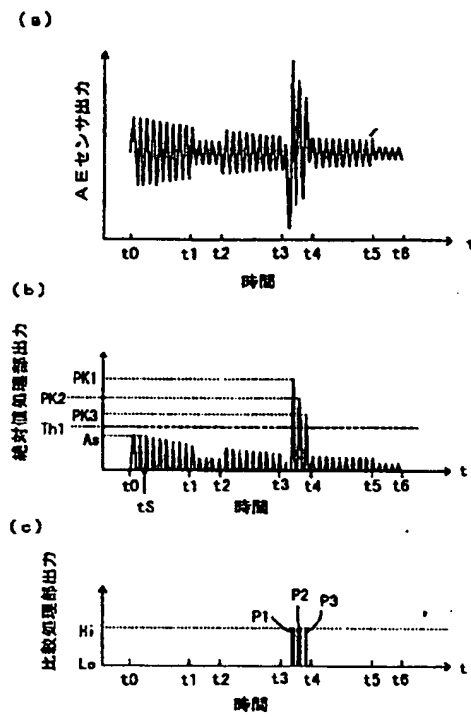 (a)
AEセンサ出力
t0 t1 t2 t3 t4 t5 t6
時間
(b)
絶対値処理部出力
PK1
PK2
PK3
Th1
As
t0 t1 t2 t3 t4 t5 t6 t
tS
時間
(c)
比較処理部出力
P1 P2 P3
Hi
Lo
t0 t1 t2 t3 t4 t5 t6 t
時間